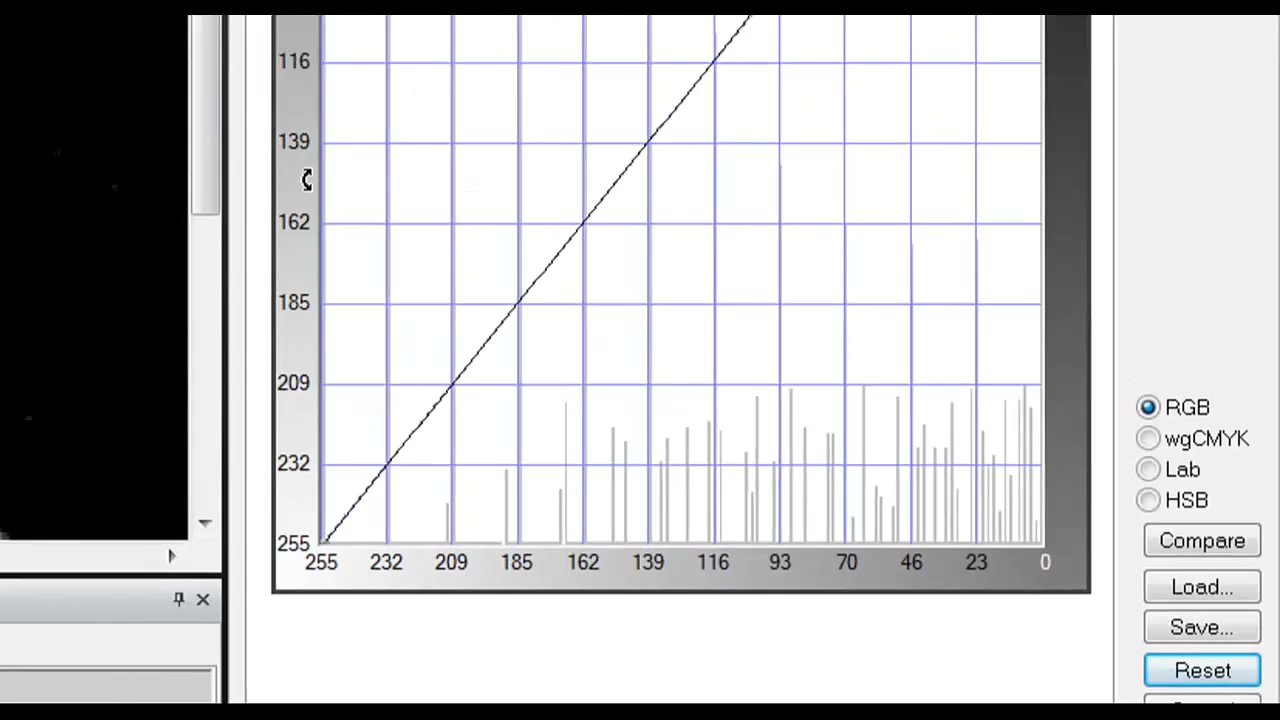 116
139
162
185
209
232
255
255 232 209 185 162 139 116 93 70 46 23 0
RGB
wgCMYK
Lab
HSB
Compare
Load...
Save...
Reset